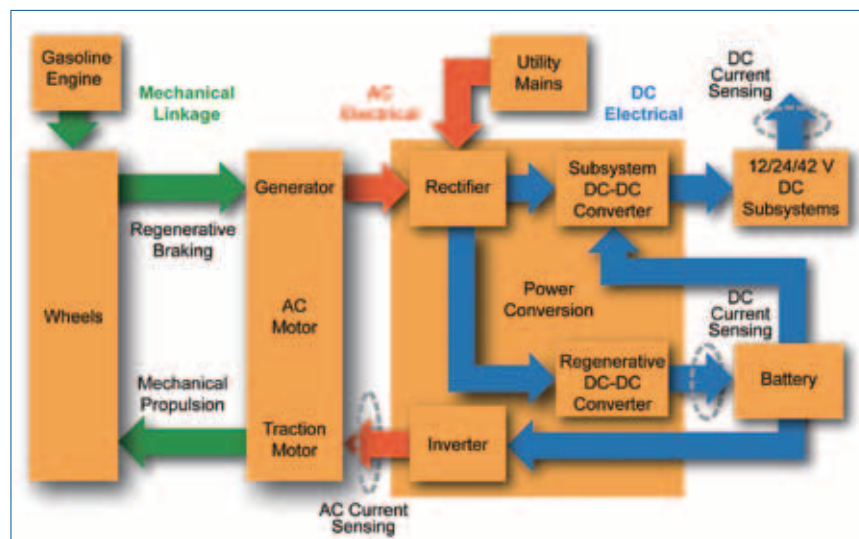 Gasoline
Engine
Mechanical
Linkage
AC
Electrical
Utility
Mains
DC
Electrical
DC
Current
Sensing
Wheels
Regenerative
Braking
Mechanical
Propulsion
Generator
AC
Motor
Traction
Motor
AC Current
Sensing
Rectifier
Subsystem
DC-DC
Converter
12/24/42 V
DC
Subsystems
Power
Conversion
DC
Current
Sensing
Regenerative
DC-DC
Converter
Battery
Inverter